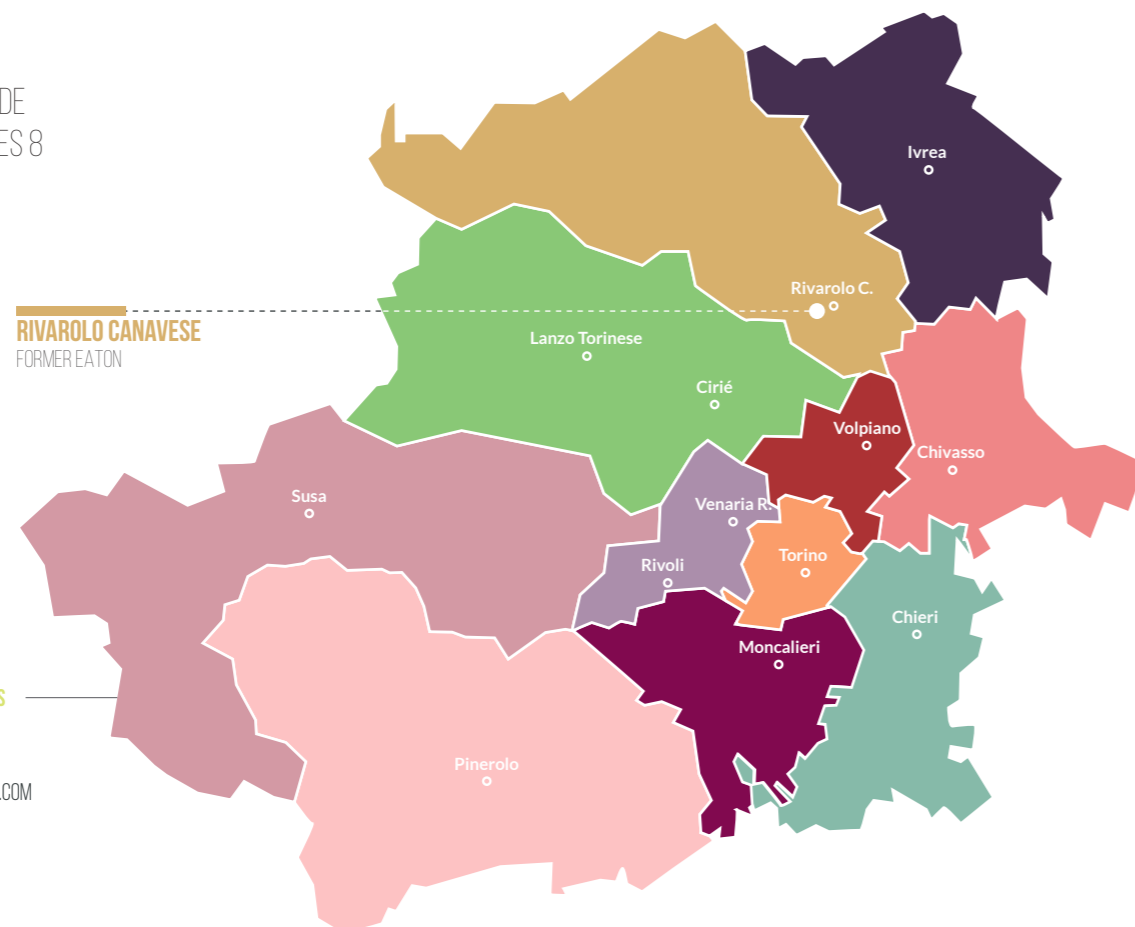 DE
ES 8
Ivrea
Rivarolo C.
RIVAROLO CANAVESE
FORMER EATON
Lanzo Torinese
Cirié
Volpiano
Chivasso
Susa
Venaria R.
Torino
Rivoli
Chieri
Moncalieri
S
Pinerolo
.COM